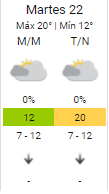 Martes 22
Máx 20° | Mín 12°
M/M T/N
0% 0%
12 20
7 - 12 7 - 12
- -